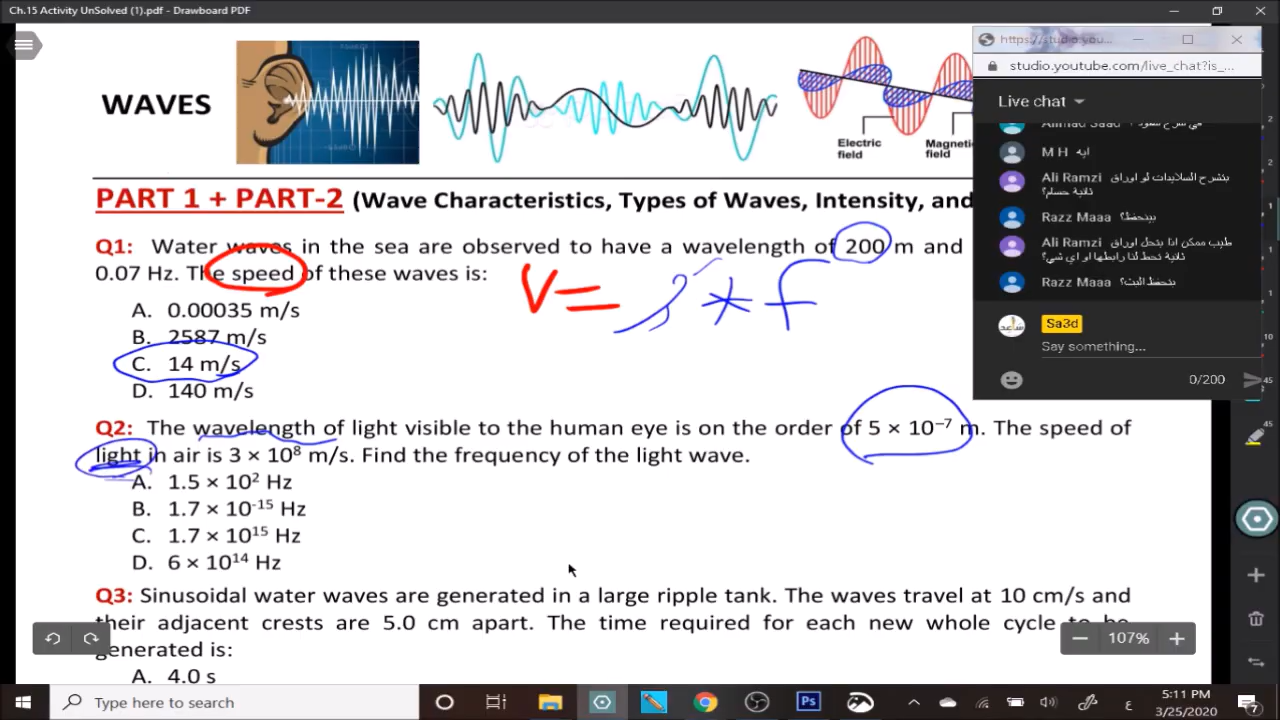 Ch.15 Activity UnSolved (1).pdf - Drawboard PDF
WAVES
Electric
field
Magneti
field
PART 1 + PART-2 (Wave Characteristics, Types of Waves, Intensity, and
Q1: Water waves in the sea are observed to have a wavelength of 200 m and
0.07 Hz. The speed of these waves is:
V = λ * f
A. 0.00035 m/s
B. 2587 m/s
C. 14 m/s
D. 140 m/s
Q2: The wavelength of light visible to the human eye is on the order of 5 × 10⁻⁷ m. The speed of
light in air is 3 × 10⁸ m/s. Find the frequency of the light wave.
A. 1.5 × 10² Hz
B. 1.7 × 10⁻¹⁵ Hz
C. 1.7 × 10¹⁵ Hz
D. 6 × 10¹⁴ Hz
Q3: Sinusoidal water waves are generated in a large ripple tank. The waves travel at 10 cm/s and
their adjacent crests are 5.0 cm apart. The time required for each new whole cycle to be
generated is:
A. 4.0 s
https://studio.you...
studio.youtube.com/live_chat?is_...
Live chat
Ahmad Saad
M H ايه
Ali Ramzi بتشرح السلايدات لو اوراق
ثانية حسام؟
Razz Maaa بينحفظ؟
Ali Ramzi طيب ممكن اذا بتحل اوراق
ثانية تحط لنا رابطها او اي شي؟
Razz Maaa بتحفظ البث؟
Sa3d
Say something...
0/200
107%
Type here to search
Ps
ع
5:11 PM
3/25/2020
7